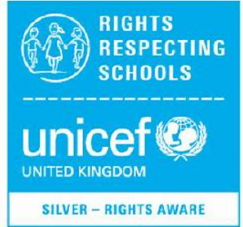 RIGHTS
RESPECTING
SCHOOLS
unicef
UNITED KINGDOM
SILVER – RIGHTS AWARE